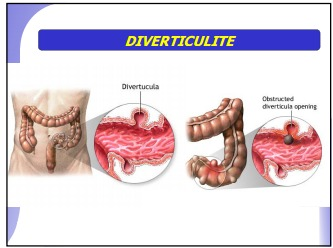 DIVERTICULITE
Divertucula
Obstructed
diverticula opening